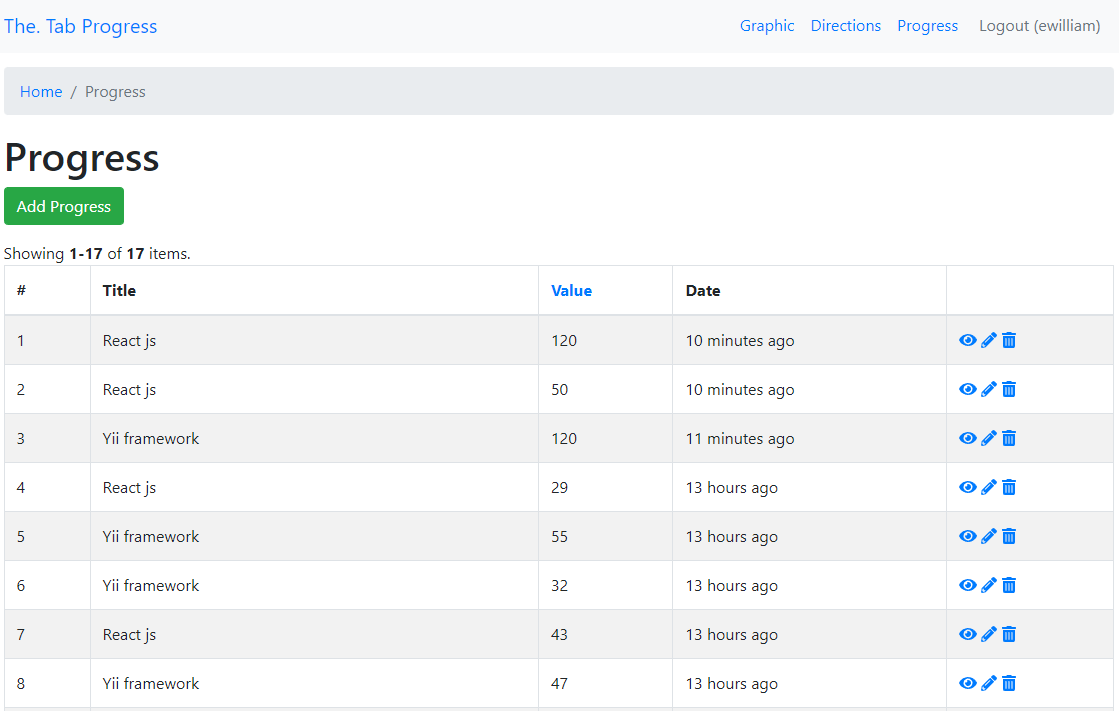 The. Tab Progress Graphic Directions Progress Logout (ewilliam)
Home / Progress
Progress
Add Progress
Showing 1-17 of 17 items.
# Title Value Date
1 React js 120 10 minutes ago
2 React js 50 10 minutes ago
3 Yii framework 120 11 minutes ago
4 React js 29 13 hours ago
5 Yii framework 55 13 hours ago
6 Yii framework 32 13 hours ago
7 React js 43 13 hours ago
8 Yii framework 47 13 hours ago